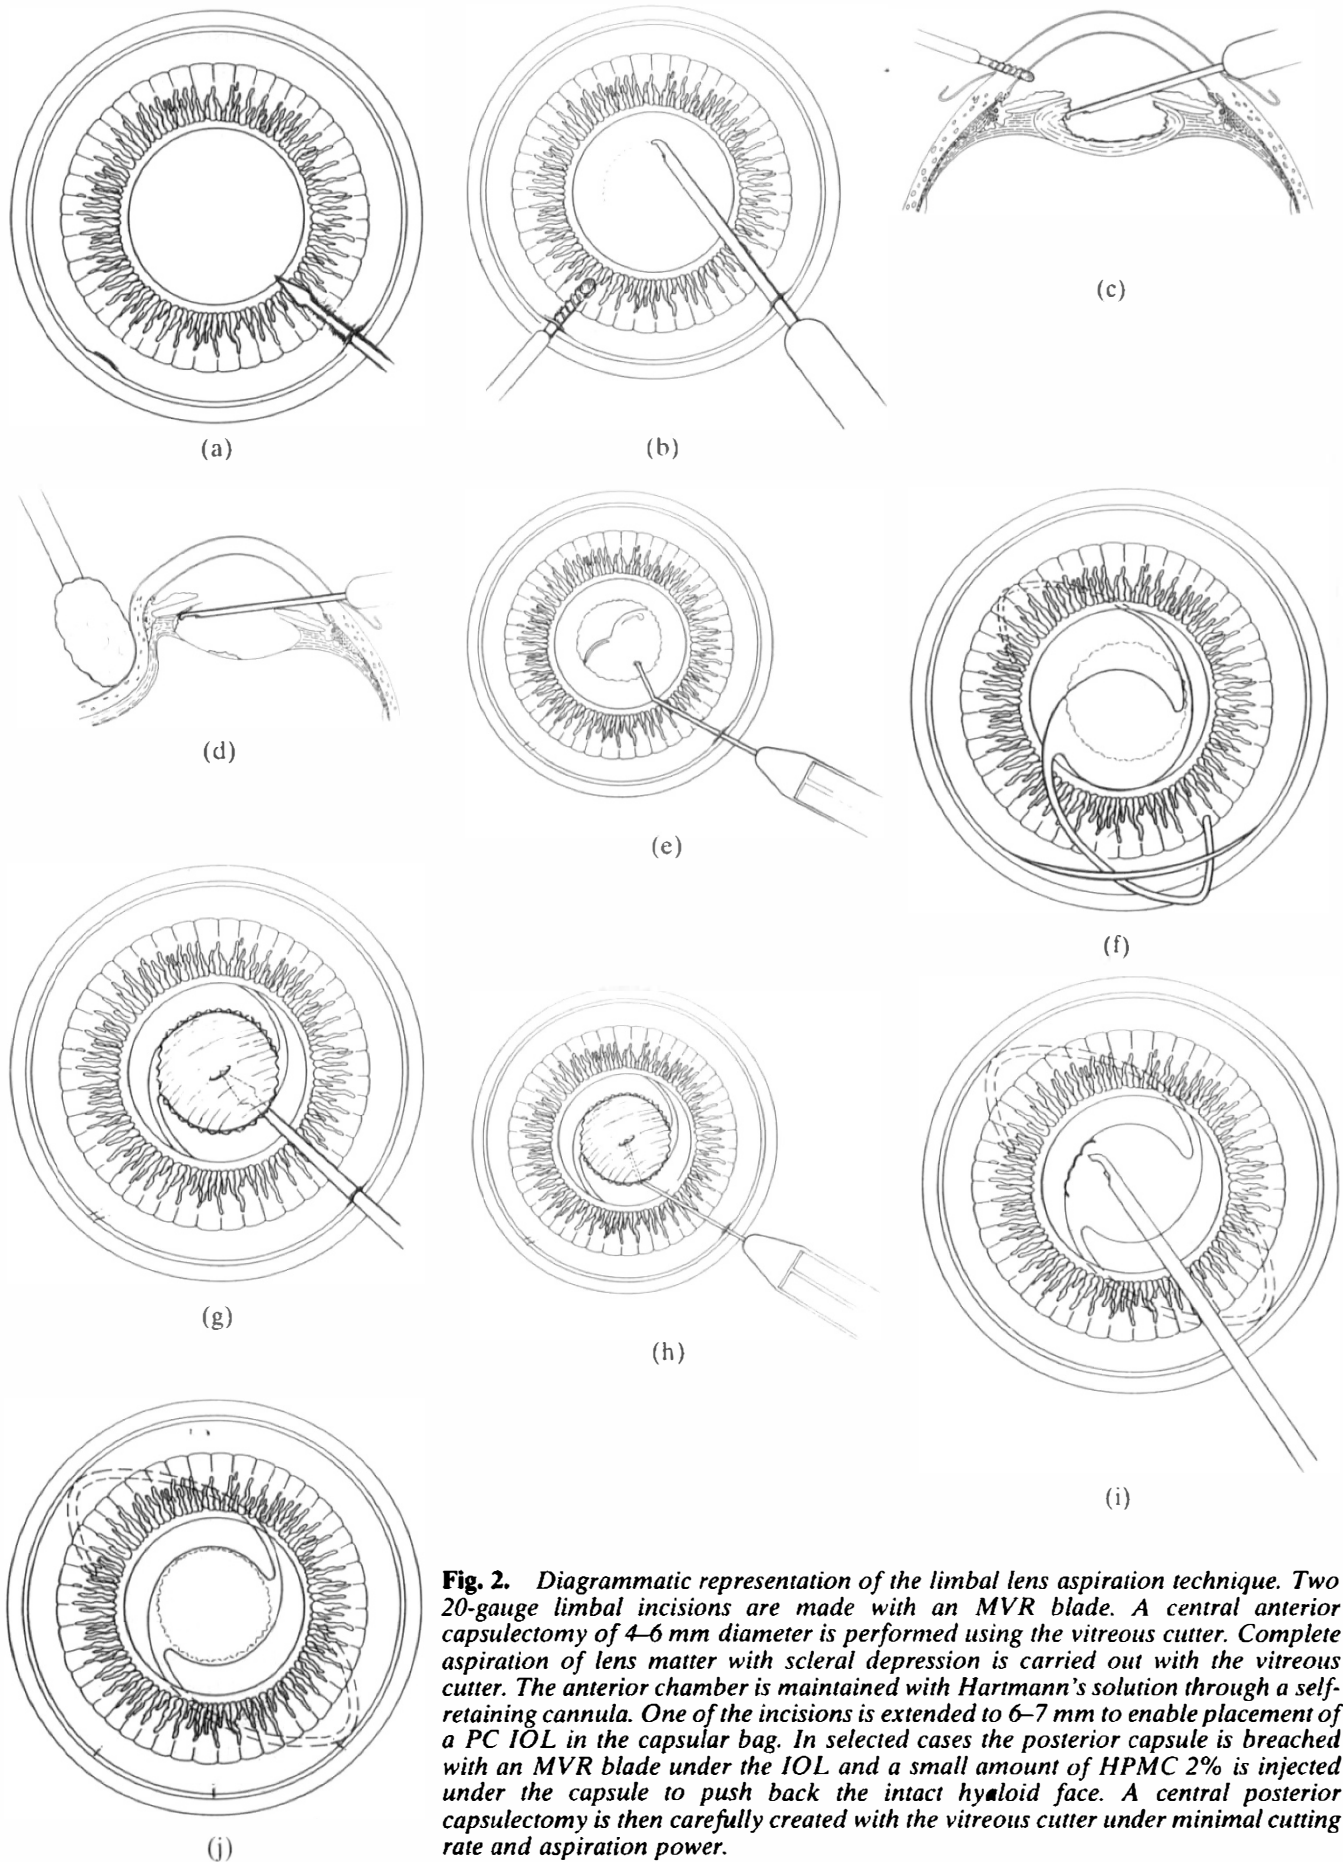 (a)
(b)
(c)
(d)
(e)
(f)
(g)
(h)
(i)
(j)
Fig. 2. Diagrammatic representation of the limbal lens aspiration technique. Two
20-gauge limbal incisions are made with an MVR blade. A central anterior
capsulectomy of 4–6 mm diameter is performed using the vitreous cutter. Complete
aspiration of lens matter with scleral depression is carried out with the vitreous
cutter. The anterior chamber is maintained with Hartmann's solution through a self-
retaining cannula. One of the incisions is extended to 6–7 mm to enable placement of
a PC IOL in the capsular bag. In selected cases the posterior capsule is breached
with an MVR blade under the IOL and a small amount of HPMC 2% is injected
under the capsule to push back the intact hyaloid face. A central posterior
capsulectomy is then carefully created with the vitreous cutter under minimal cutting
rate and aspiration power.